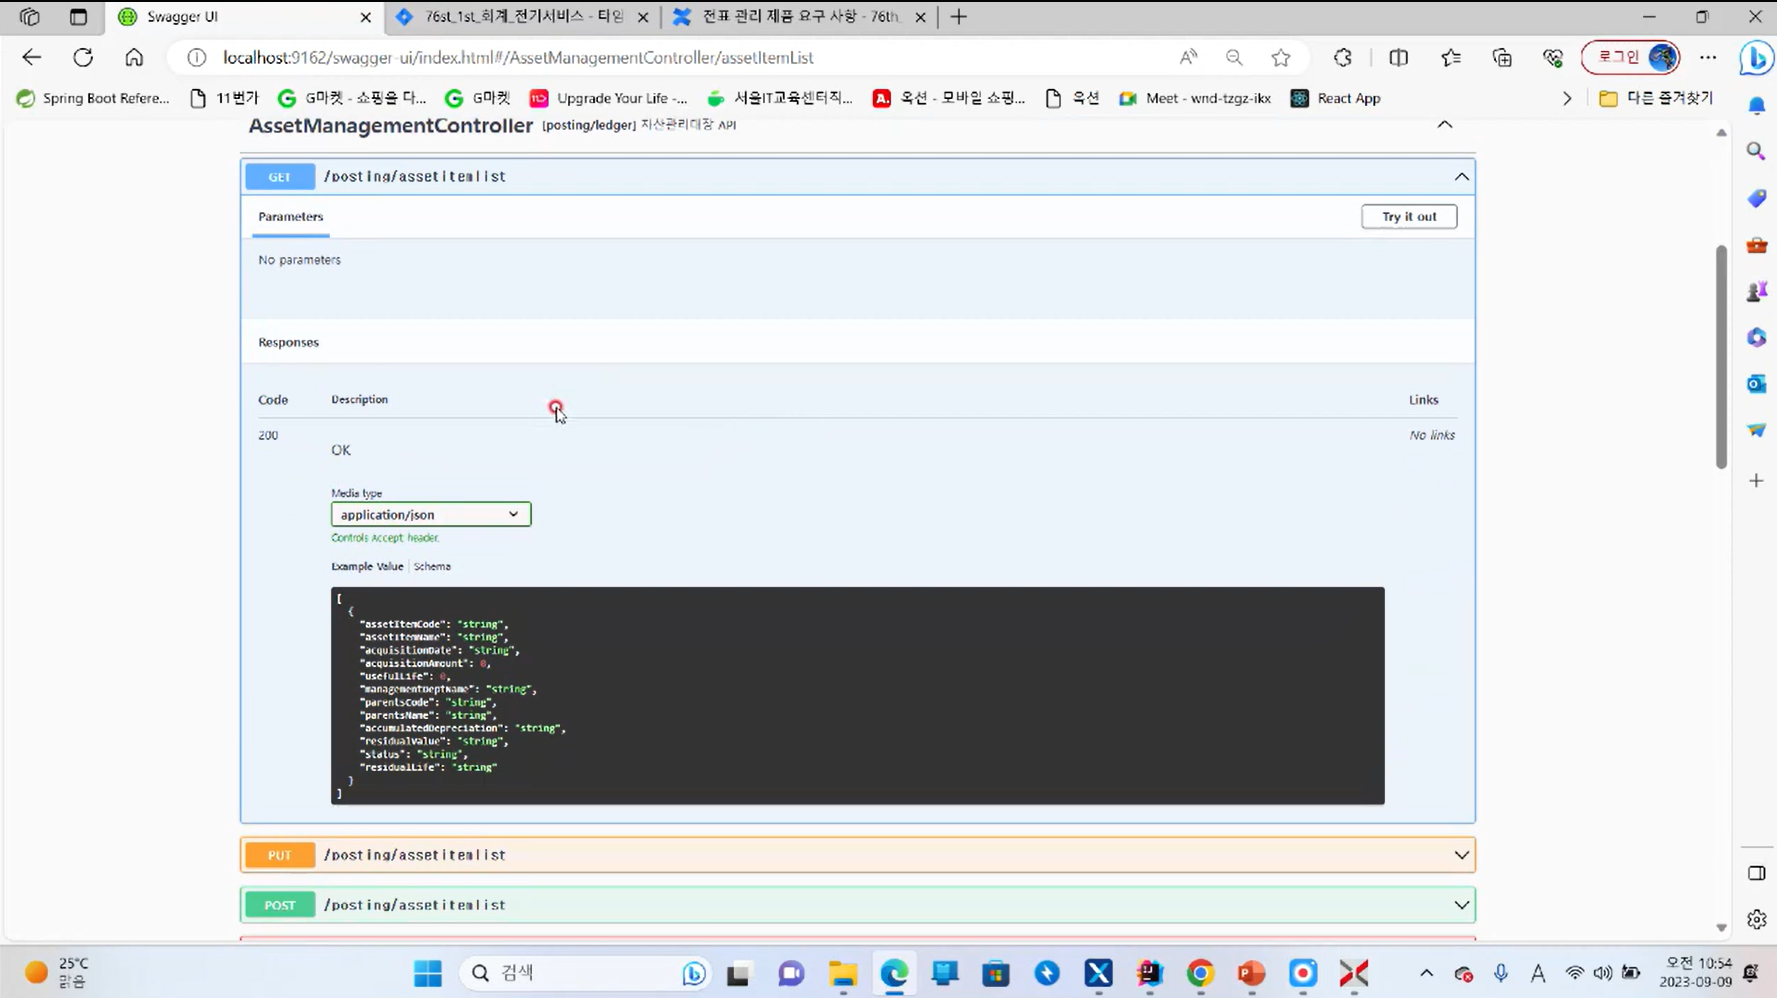 Swagger UI
76st_1st_회계_전기서비스 - 타임
전표 관리 제품 요구 사항 - 76th_
localhost:9162/swagger-ui/index.html#/AssetManagementController/assetItemList
로그인
Spring Boot Refere...
11번가
G마켓 - 쇼핑을 다...
G마켓
Upgrade Your Life -...
서울IT교육센터직...
옥션 - 모바일 쇼핑...
옥션
Meet - wnd-tzgz-ikx
React App
다른 즐겨찾기
AssetManagementController [posting/ledger] 자산관리대장 API
GET /posting/assetitemlist
Parameters
Try it out
No parameters
Responses
Code Description Links
200 No links
OK
Media type
application/json
Controls Accept header.
Example Value | Schema
[
{
"assetItemCode": "string",
"assetItemName": "string",
"acquisitionDate": "string",
"acquisitionAmount": 0,
"usefulLife": 0,
"managementDeptName": "string",
"parentsCode": "string",
"parentsName": "string",
"accumulatedDepreciation": "string",
"residualValue": "string",
"status": "string",
"residualLife": "string"
}
]
PUT /posting/assetitemlist
POST /posting/assetitemlist
25°C
맑음
검색
A
오전 10:54
2023-09-09